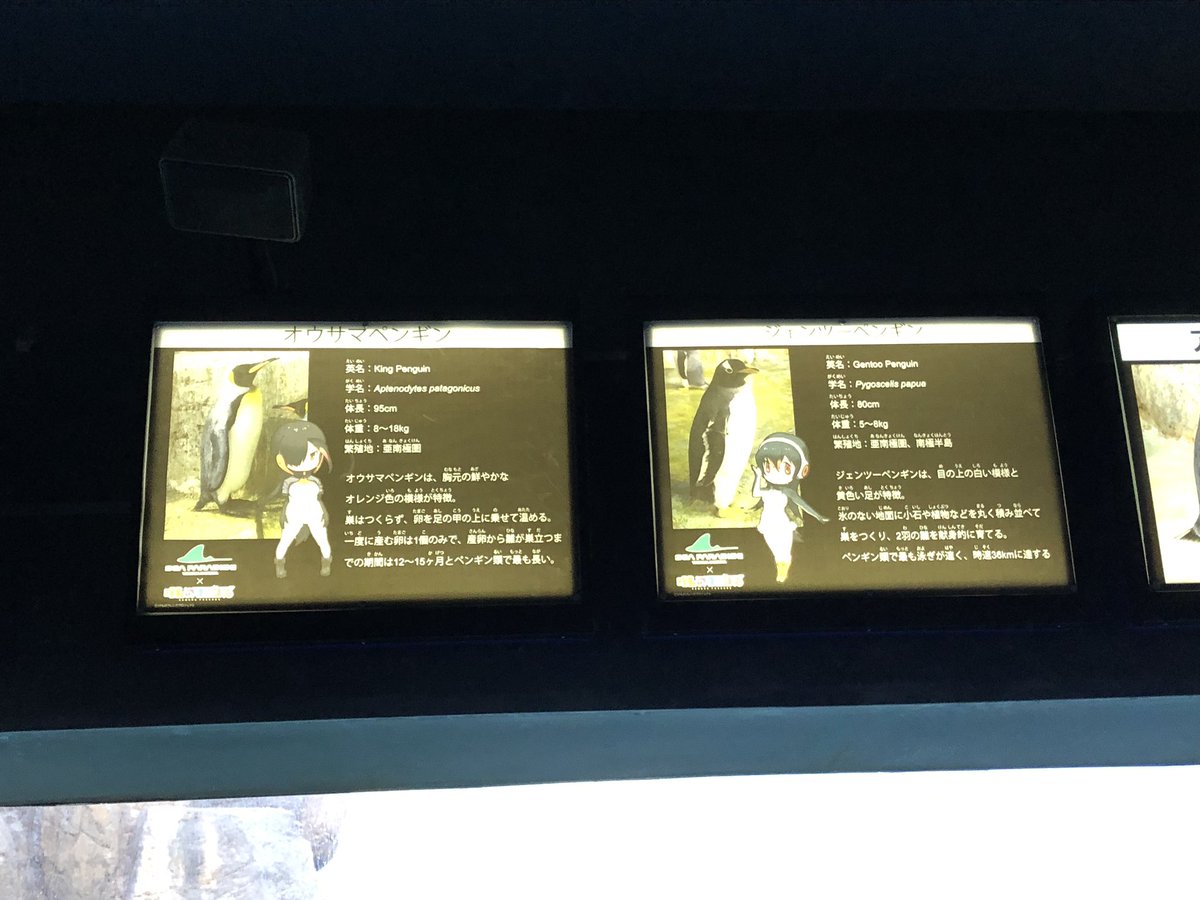 オウサマペンギン
英名：King Penguin
学名：Aptenodytes patagonicus
体長：95cm
体重：8〜18kg
繁殖地：亜南極圏
オウサマペンギンは、胸元の鮮やかな
オレンジ色の模様が特徴。
巣はつくらず、卵を足の甲の上に乗せて温める。
一度に産む卵は1個のみで、産卵から雛が巣立つま
での期間は12〜15ヶ月とペンギン類で最も長い。
SEA PARADISE
×
ジェンツーペンギン
英名：Gentoo Penguin
学名：Pygoscelis papua
体長：80cm
体重：5〜8kg
繁殖地：亜南極圏、南極半島
ジェンツーペンギンは、目の上の白い模様と
黄色い足が特徴。
氷のない地面に小石や植物などを丸く積み並べて
巣をつくり、2羽の雛を献身的に育てる。
ペンギン類で最も泳ぎが速く、時速36kmに達する
SEA PARADISE
×